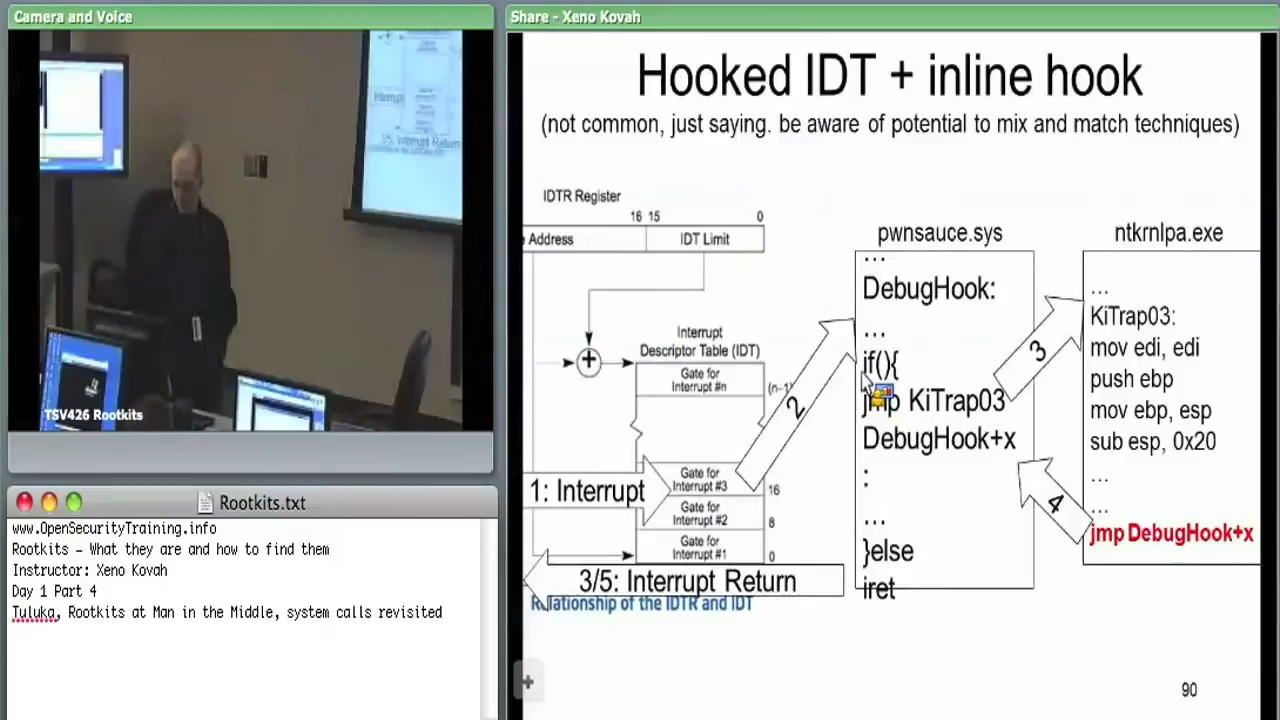 Camera and Voice
TSV426 Rootkits
Rootkits.txt
www.OpenSecurityTraining.info
Rootkits – What they are and how to find them
Instructor: Xeno Kovah
Day 1 Part 4
Tuluka, Rootkits at Man in the Middle, system calls revisited
Share - Xeno Kovah
Hooked IDT + inline hook
(not common, just saying. be aware of potential to mix and match techniques)
IDTR Register
16 15 0
Address
IDT Limit
+
Interrupt
Descriptor Table (IDT)
Gate for
Interrupt #n
(n-1)
1: Interrupt
Gate for
Interrupt #3
16
Gate for
Interrupt #2
8
Gate for
Interrupt #1
0
3/5: Interrupt Return
Relationship of the IDTR and IDT
2
pwnsauce.sys
...
DebugHook:
...
if(){
jmp KiTrap03
DebugHook+x
:
...
}else
iret
3
4
ntkrnlpa.exe
...
KiTrap03:
mov edi, edi
push ebp
mov ebp, esp
sub esp, 0x20
...
...
jmp DebugHook+x
+
90